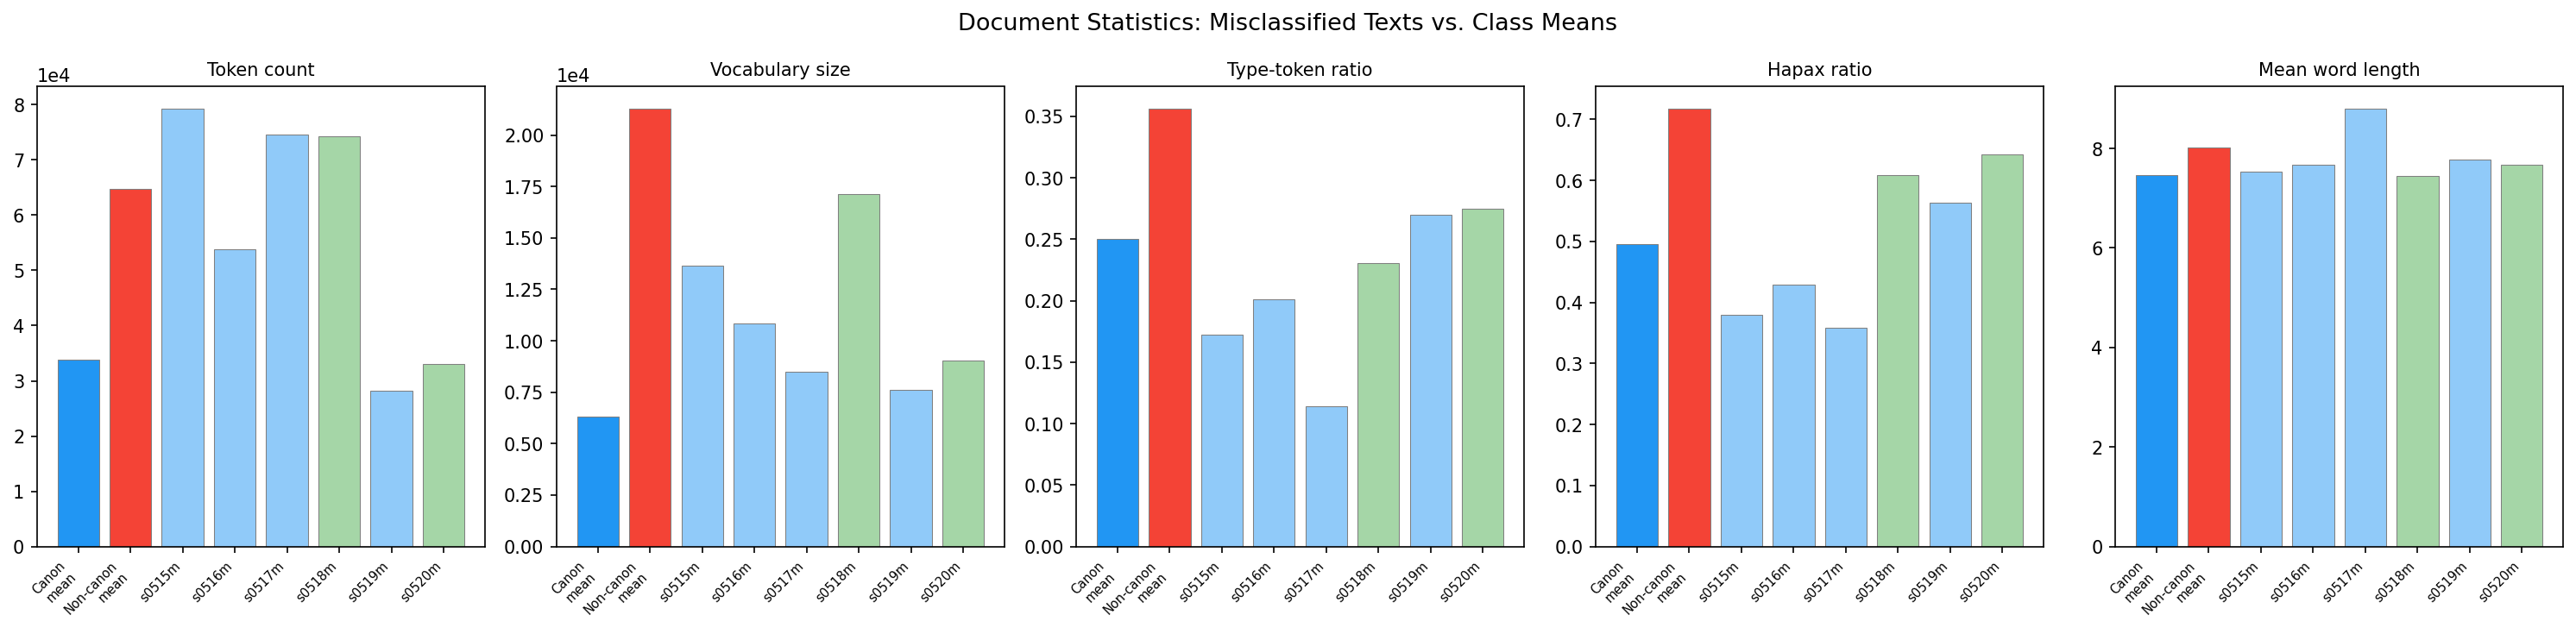 Document Statistics: Misclassified Texts vs. Class Means
Token count
1e4
8
7
6
5
4
3
2
1
0
Canon
mean
Non-canon
mean
s0515m
s0516m
s0517m
s0518m
s0519m
s0520m
Vocabulary size
1e4
2.00
1.75
1.50
1.25
1.00
0.75
0.50
0.25
0.00
Canon
mean
Non-canon
mean
s0515m
s0516m
s0517m
s0518m
s0519m
s0520m
Type-token ratio
0.35
0.30
0.25
0.20
0.15
0.10
0.05
0.00
Canon
mean
Non-canon
mean
s0515m
s0516m
s0517m
s0518m
s0519m
s0520m
Hapax ratio
0.7
0.6
0.5
0.4
0.3
0.2
0.1
0.0
Canon
mean
Non-canon
mean
s0515m
s0516m
s0517m
s0518m
s0519m
s0520m
Mean word length
8
6
4
2
0
Canon
mean
Non-canon
mean
s0515m
s0516m
s0517m
s0518m
s0519m
s0520m